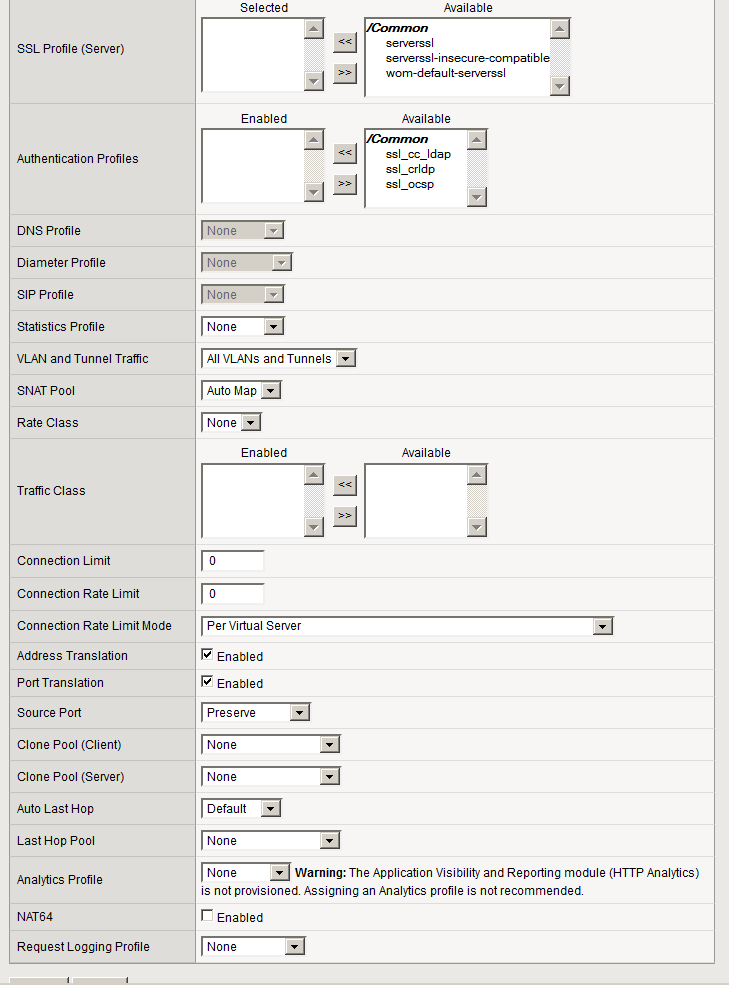 Selected Available
SSL Profile (Server)
<<
>>
/Common
serverssl
serverssl-insecure-compatible
wom-default-serverssl
Enabled Available
Authentication Profiles
<<
>>
/Common
ssl_cc_ldap
ssl_crldp
ssl_ocsp
DNS Profile None
Diameter Profile None
SIP Profile None
Statistics Profile None
VLAN and Tunnel Traffic All VLANs and Tunnels
SNAT Pool Auto Map
Rate Class None
Enabled Available
Traffic Class
<<
>>
Connection Limit 0
Connection Rate Limit 0
Connection Rate Limit Mode Per Virtual Server
Address Translation Enabled
Port Translation Enabled
Source Port Preserve
Clone Pool (Client) None
Clone Pool (Server) None
Auto Last Hop Default
Last Hop Pool None
Analytics Profile None Warning: The Application Visibility and Reporting module (HTTP Analytics)
is not provisioned. Assigning an Analytics profile is not recommended.
NAT64 Enabled
Request Logging Profile None